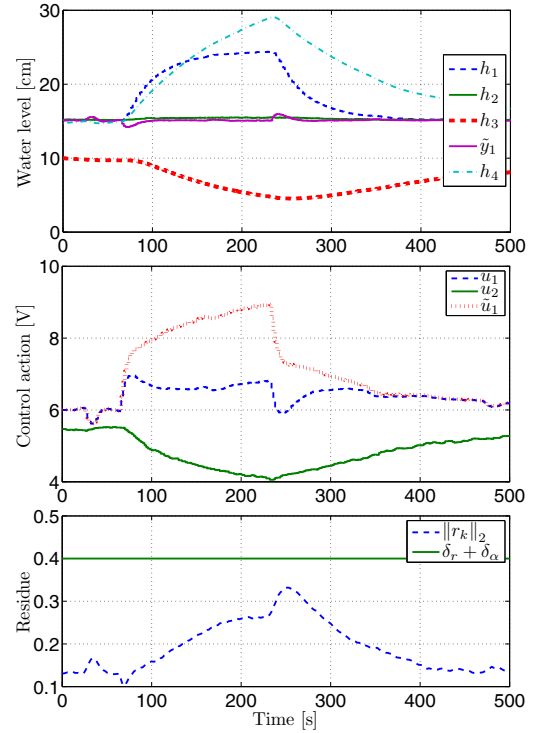 30
20
10
0
Water level [cm]
h₁
h₂
h₃
ỹ₁
h₄
0 100 200 300 400 500
10
8
6
4
Control action [V]
u₁
u₂
ũ₁
0 100 200 300 400 500
0.5
0.4
0.3
0.2
0.1
Residue
‖rₖ‖₂
δᵣ + δ_α
0 100 200 300 400 500
Time [s]